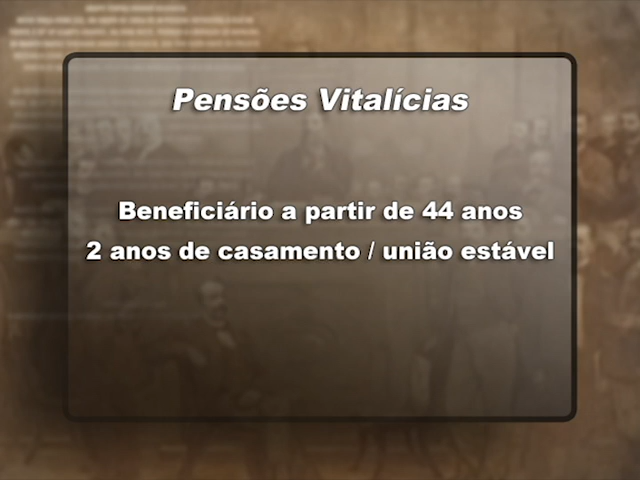 Pensões Vitalícias
Beneficiário a partir de 44 anos
2 anos de casamento / união estável